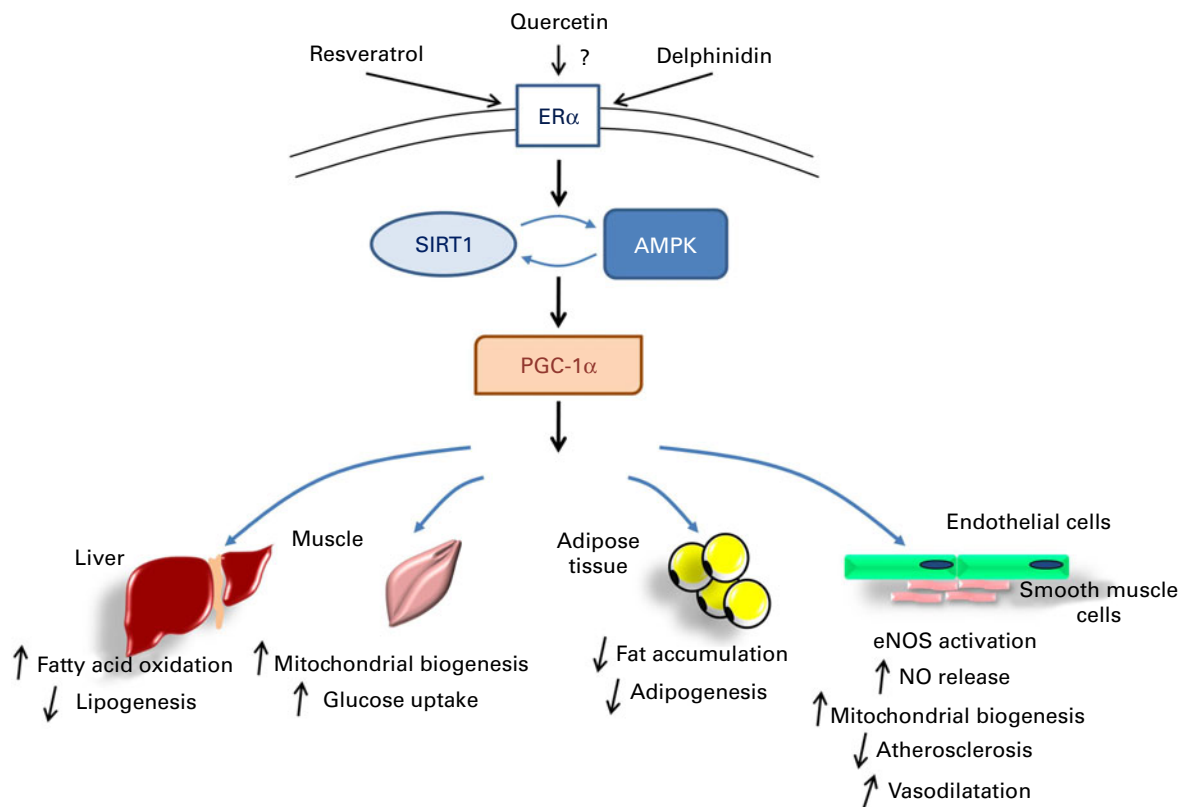 Quercetin
Resveratrol
?
Delphinidin
ERα
SIRT1
AMPK
PGC-1α
Liver
Muscle
Adipose
tissue
Endothelial cells
Smooth muscle
cells
↑ Fatty acid oxidation
↓ Lipogenesis
↑ Mitochondrial biogenesis
↑ Glucose uptake
↓ Fat accumulation
↓ Adipogenesis
eNOS activation
↑ NO release
↑ Mitochondrial biogenesis
↓ Atherosclerosis
↑ Vasodilatation